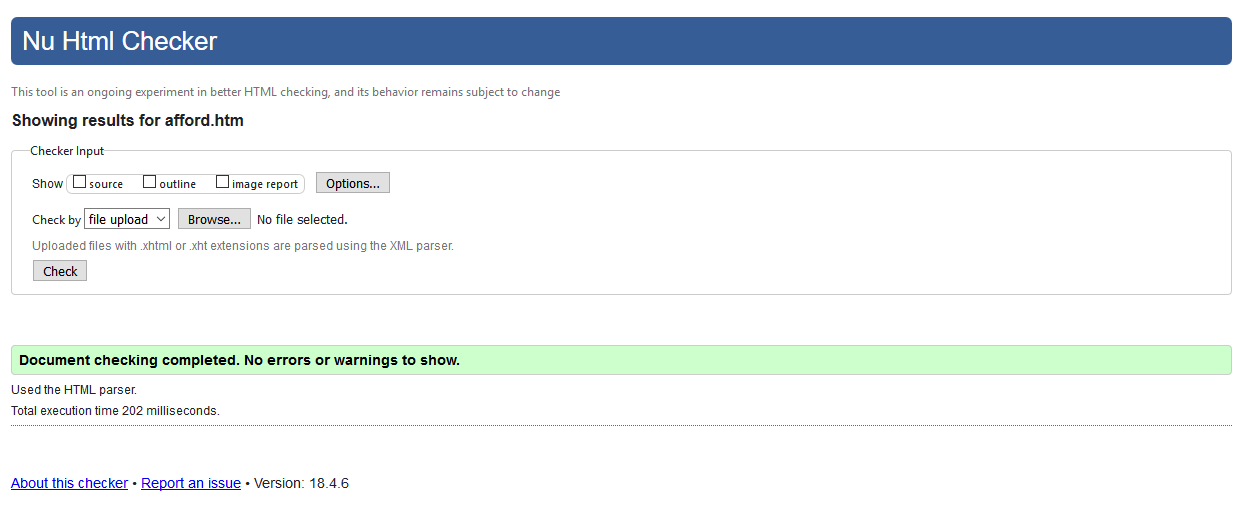 Nu Html Checker
This tool is an ongoing experiment in better HTML checking, and its behavior remains subject to change
Showing results for afford.htm
Checker Input
Show source outline image report Options...
Check by file upload Browse... No file selected.
Uploaded files with .xhtml or .xht extensions are parsed using the XML parser.
Check
Document checking completed. No errors or warnings to show.
Used the HTML parser.
Total execution time 202 milliseconds.
About this checker • Report an issue • Version: 18.4.6